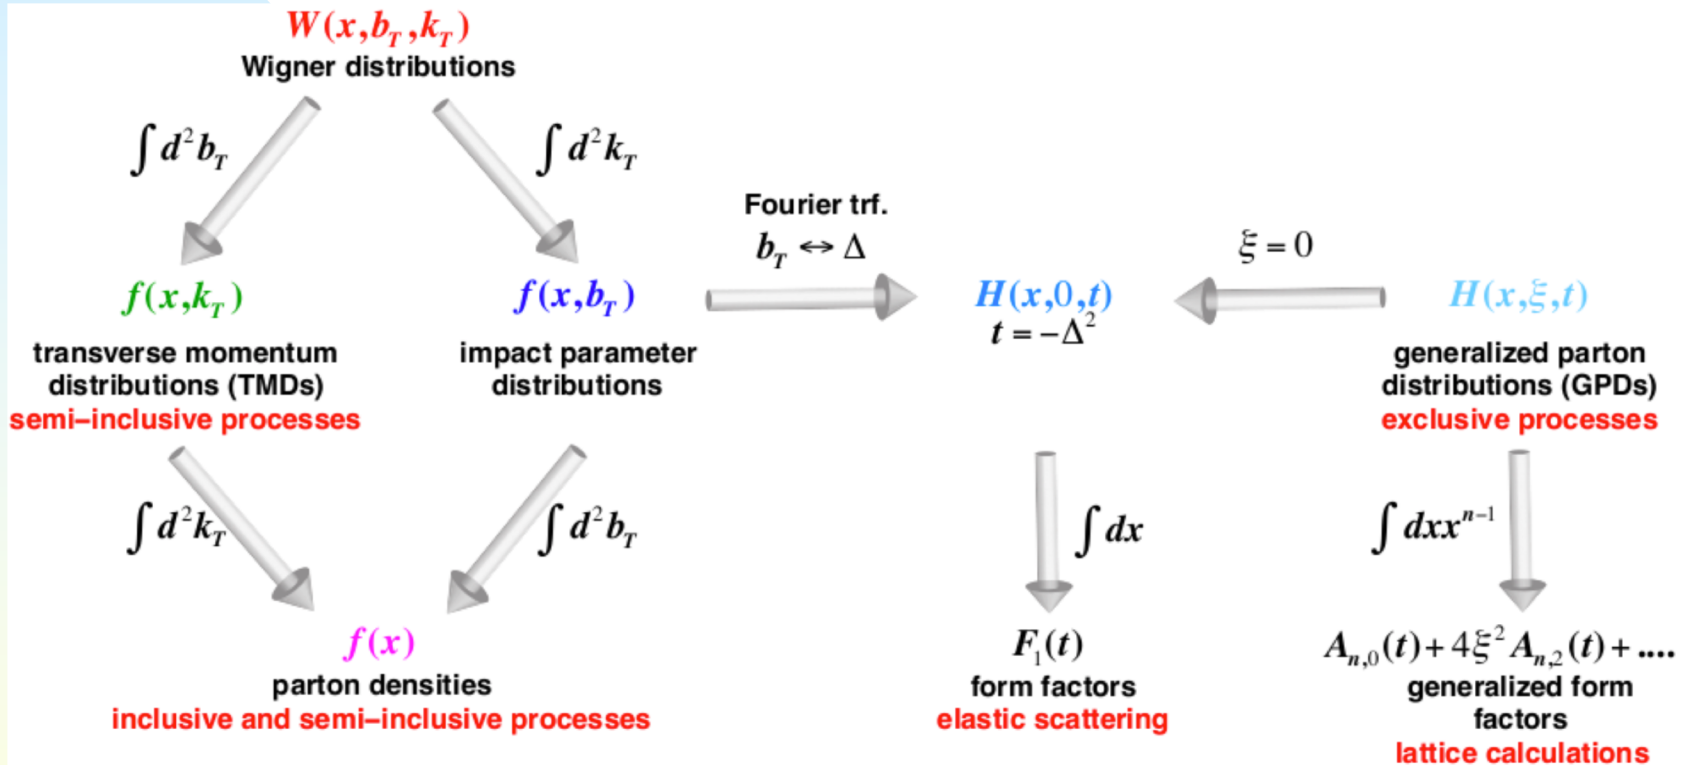 W(x,b_T,k_T)
Wigner distributions
∫ d²b_T
∫ d²k_T
Fourier trf.
b_T ↔ Δ
ξ = 0
f(x,k_T)
transverse momentum
distributions (TMDs)
semi–inclusive processes
f(x,b_T)
impact parameter
distributions
H(x,0,t)
t = −Δ²
H(x,ξ,t)
generalized parton
distributions (GPDs)
exclusive processes
∫ d²k_T
∫ d²b_T
∫ dx
∫ dxx^{n−1}
f(x)
parton densities
inclusive and semi–inclusive processes
F_1(t)
form factors
elastic scattering
A_{n,0}(t) + 4ξ² A_{n,2}(t) + ....
generalized form
factors
lattice calculations